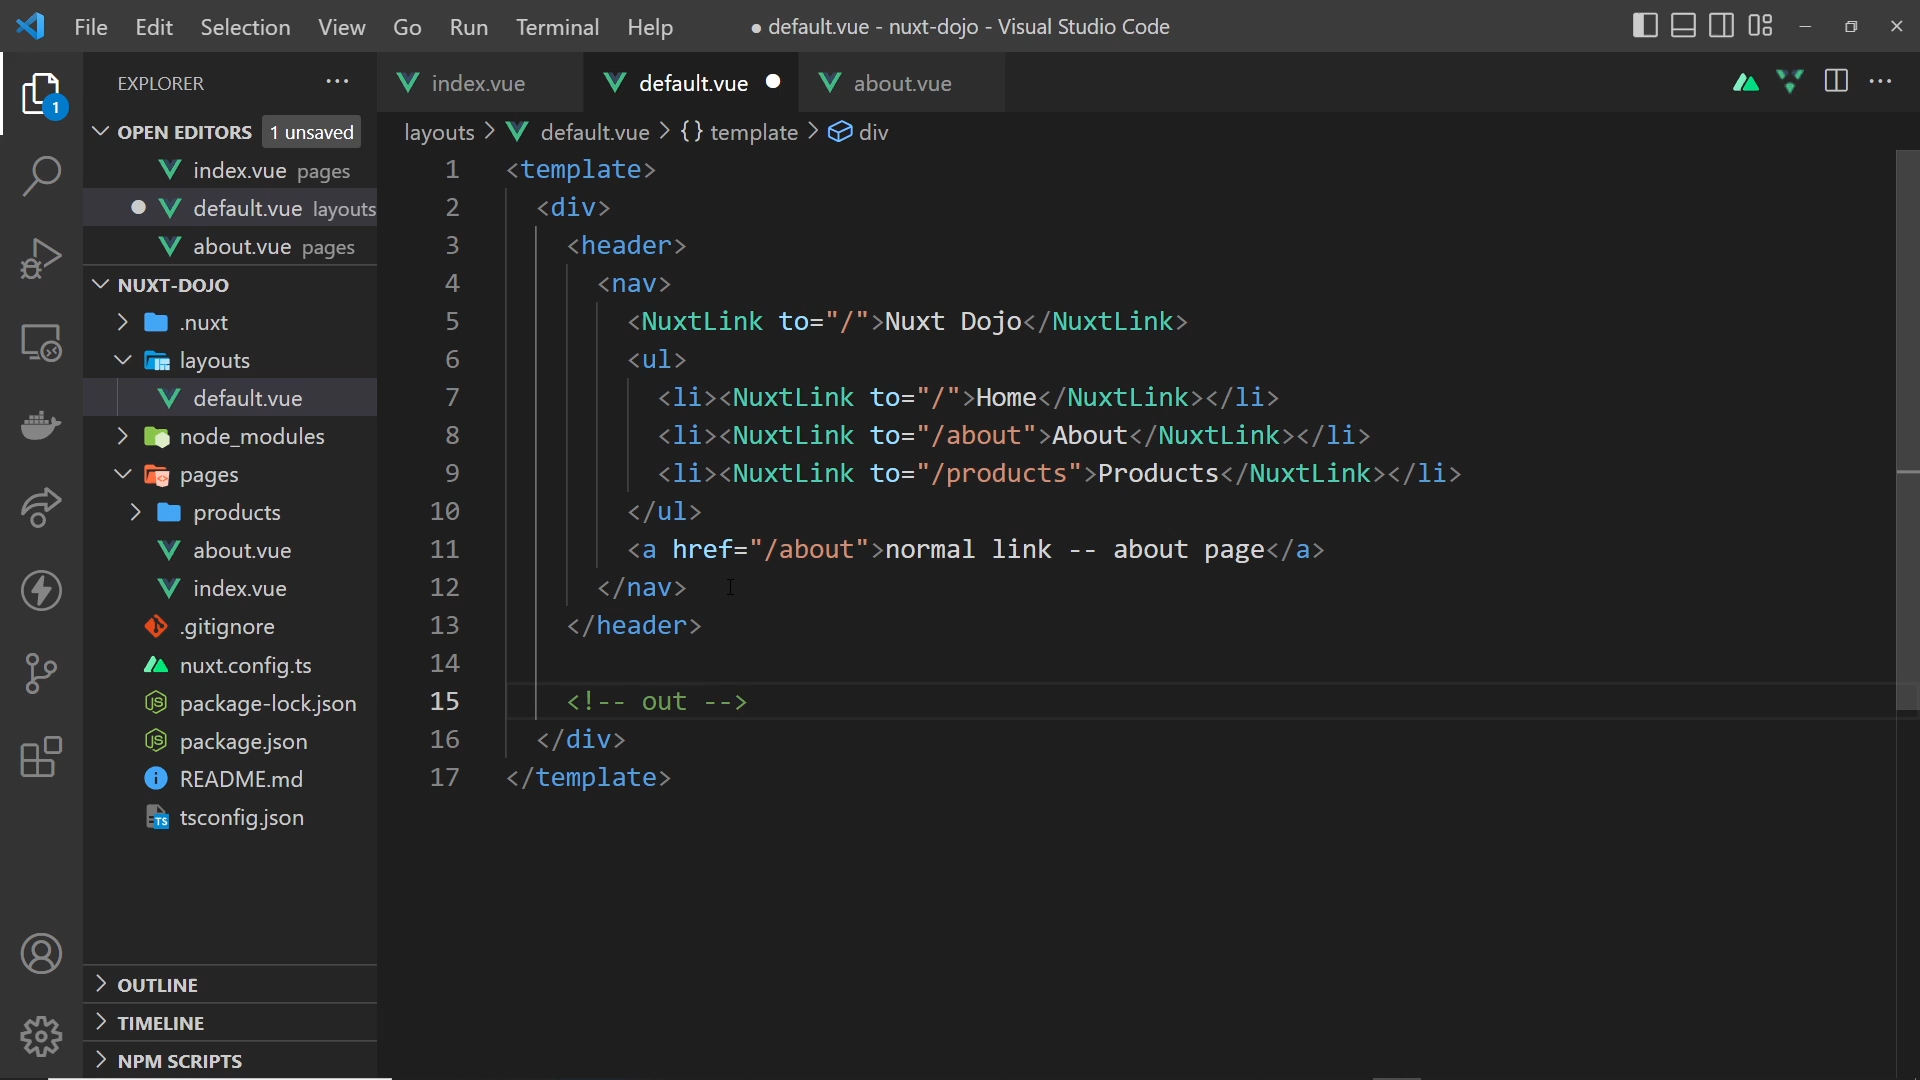 File Edit Selection View Go Run Terminal Help ● default.vue - nuxt-dojo - Visual Studio Code
EXPLORER
index.vue
default.vue
about.vue
OPEN EDITORS 1 unsaved
index.vue pages
default.vue layouts
about.vue pages
NUXT-DOJO
.nuxt
layouts
default.vue
node_modules
pages
products
about.vue
index.vue
.gitignore
nuxt.config.ts
package-lock.json
package.json
README.md
tsconfig.json
OUTLINE
TIMELINE
NPM SCRIPTS
1
layouts > default.vue > {} template > div
1 <template>
2 <div>
3 <header>
4 <nav>
5 <NuxtLink to="/">Nuxt Dojo</NuxtLink>
6 <ul>
7 <li><NuxtLink to="/">Home</NuxtLink></li>
8 <li><NuxtLink to="/about">About</NuxtLink></li>
9 <li><NuxtLink to="/products">Products</NuxtLink></li>
10 </ul>
11 <a href="/about">normal link -- about page</a>
12 </nav>
13 </header>
14
15 <!-- out -->
16 </div>
17 </template>